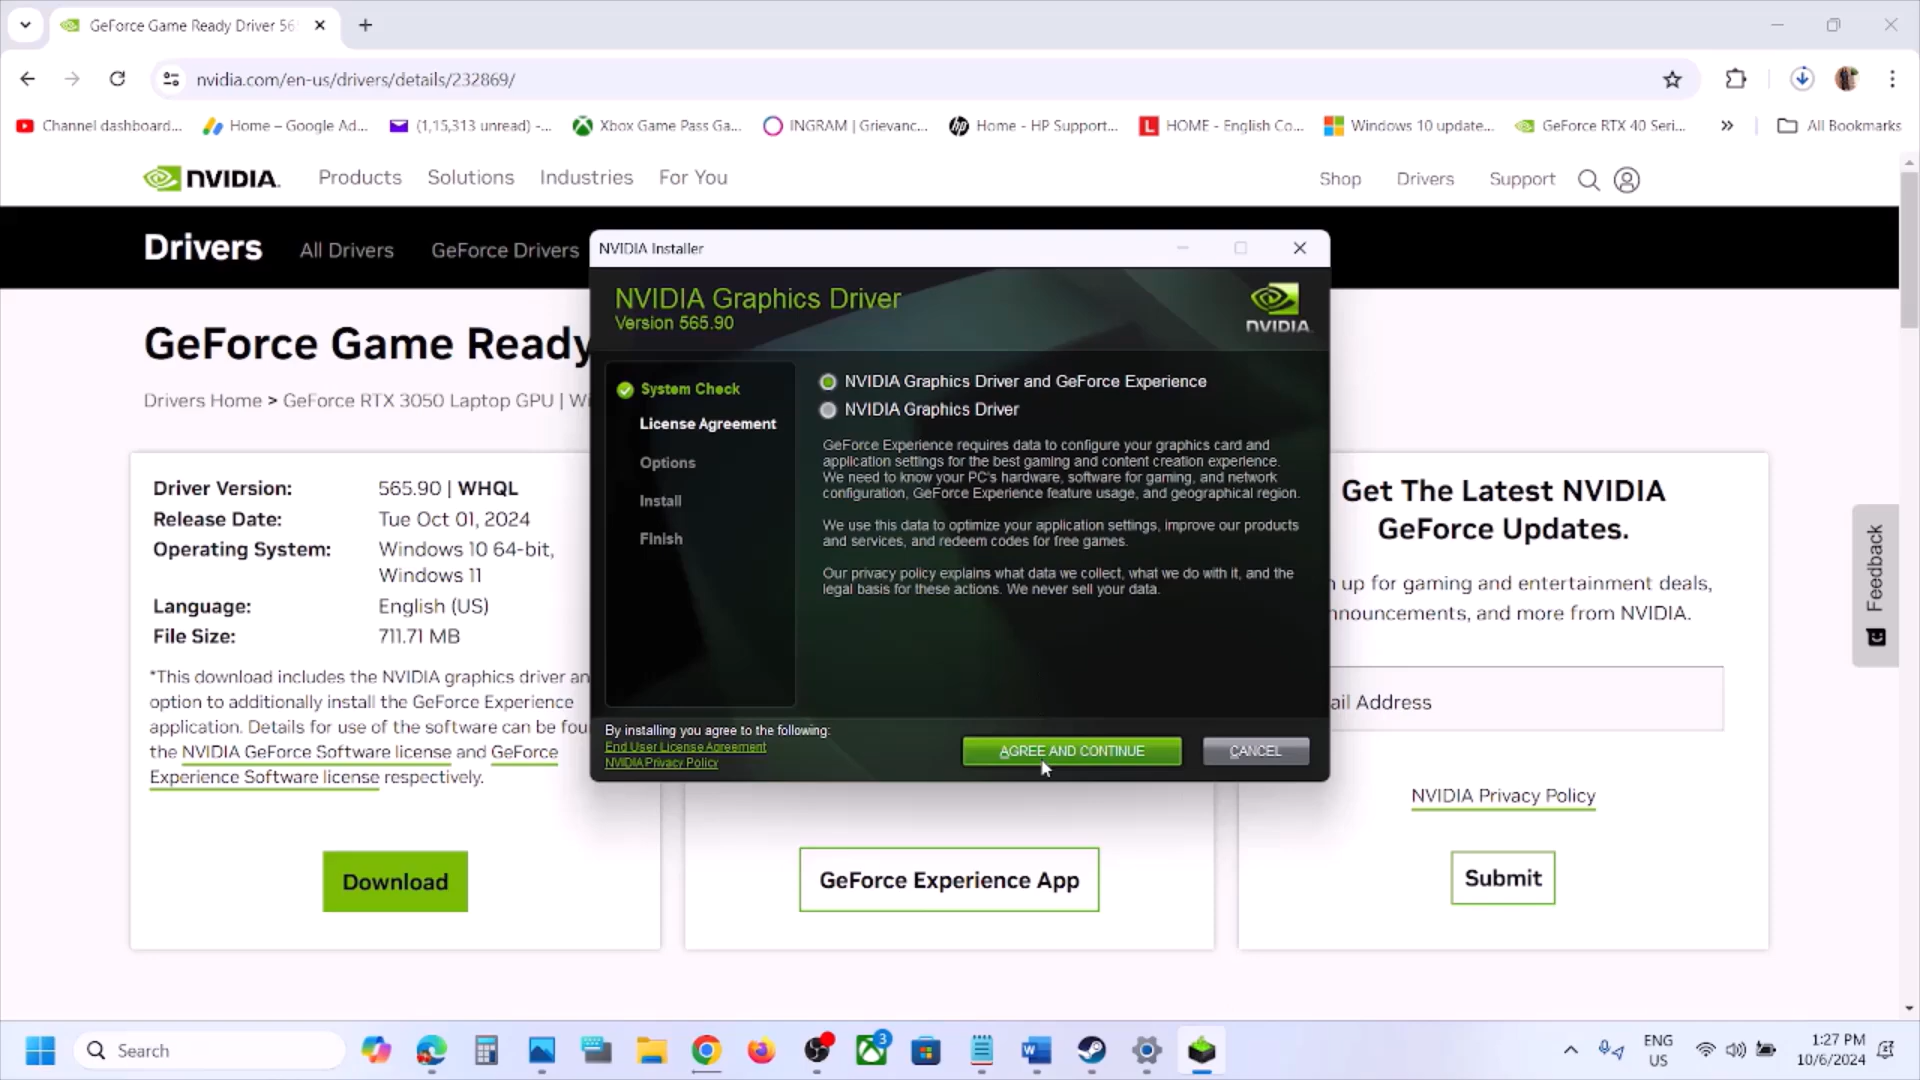 GeForce Game Ready Driver 56
nvidia.com/en-us/drivers/details/232869/
Channel dashboard...
Home – Google Ad...
(1,15,313 unread) -...
Xbox Game Pass Ga...
INGRAM | Grievanc...
Home - HP Support...
HOME - English Co...
Windows 10 update...
GeForce RTX 40 Seri...
All Bookmarks
NVIDIA.
Products
Solutions
Industries
For You
Shop
Drivers
Support
Drivers
All Drivers
GeForce Drivers
GeForce Game Ready
Drivers Home > GeForce RTX 3050 Laptop GPU | Wi
Driver Version: 565.90 | WHQL
Release Date: Tue Oct 01, 2024
Operating System: Windows 10 64-bit,
Windows 11
Language: English (US)
File Size: 711.71 MB
*This download includes the NVIDIA graphics driver an
option to additionally install the GeForce Experience
application. Details for use of the software can be fou
the NVIDIA GeForce Software license and GeForce
Experience Software license respectively.
Download
NVIDIA Installer
NVIDIA Graphics Driver
Version 565.90
NVIDIA.
System Check
License Agreement
Options
Install
Finish
NVIDIA Graphics Driver and GeForce Experience
NVIDIA Graphics Driver
GeForce Experience requires data to configure your graphics card and
application settings for the best gaming and content creation experience.
We need to know your PC's hardware, software for gaming, and network
configuration, GeForce Experience feature usage, and geographical region.
We use this data to optimize your application settings, improve our products
and services, and redeem codes for free games.
Our privacy policy explains what data we collect, what we do with it, and the
legal basis for these actions. We never sell your data.
By installing you agree to the following:
End User License Agreement
NVIDIA Privacy Policy
AGREE AND CONTINUE
CANCEL
GeForce Experience App
Get The Latest NVIDIA
GeForce Updates.
n up for gaming and entertainment deals,
nnouncements, and more from NVIDIA.
ail Address
NVIDIA Privacy Policy
Submit
Feedback
Search
3
ENG
US
1:27 PM
10/6/2024